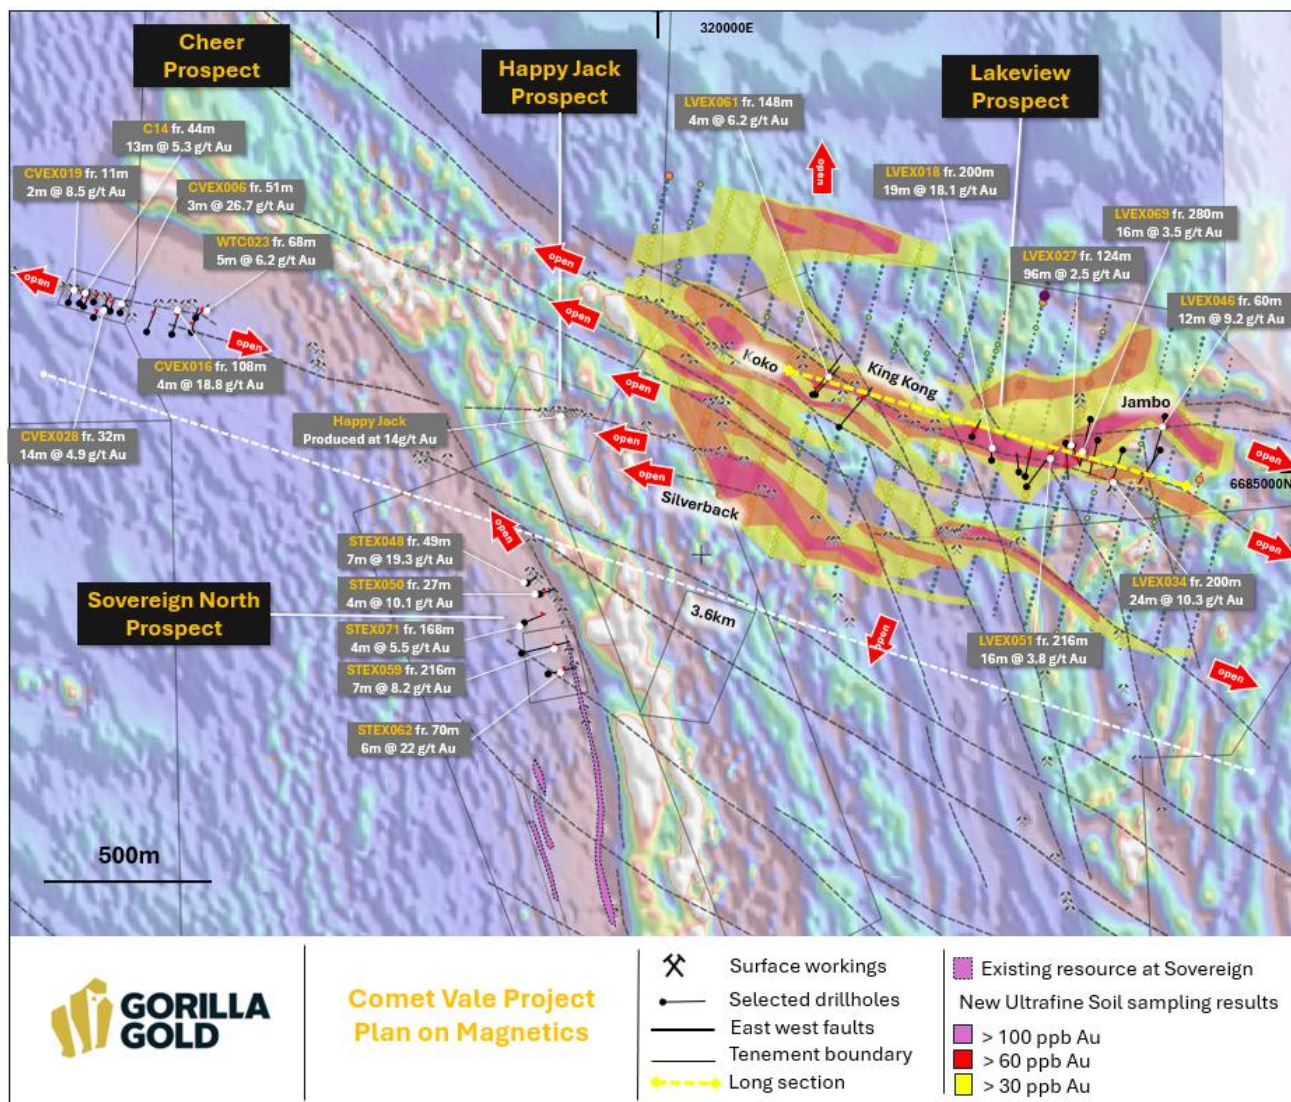 320000E
Cheer
Prospect
Happy Jack
Prospect
Lakeview
Prospect
LVEX061 fr. 148m
4m @ 6.2 g/t Au
C14 fr. 44m
13m @ 5.3 g/t Au
CVEX019 fr. 11m
2m @ 8.5 g/t Au
CVEX006 fr. 51m
3m @ 26.7 g/t Au
WTC023 fr. 68m
5m @ 6.2 g/t Au
open
LVEX018 fr. 200m
19m @ 18.1 g/t Au
LVEX069 fr. 280m
16m @ 3.5 g/t Au
LVEX027 fr. 124m
96m @ 2.5 g/t Au
LVEX046 fr. 60m
12m @ 9.2 g/t Au
open
open
open
open
CVEX016 fr. 108m
4m @ 18.8 g/t Au
Koko
King Kong
Jambo
open
Happy Jack
Produced at 14g/t Au
CVEX028 fr. 32m
14m @ 4.9 g/t Au
open
open
open
6685000N
Silverback
open
open
STEX048 fr. 49m
7m @ 19.3 g/t Au
STEX050 fr. 27m
4m @ 10.1 g/t Au
Sovereign North
Prospect
STEX071 fr. 168m
4m @ 5.5 g/t Au
STEX059 fr. 216m
7m @ 8.2 g/t Au
STEX062 fr. 70m
6m @ 22 g/t Au
3.6km
open
LVEX034 fr. 200m
24m @ 10.3 g/t Au
LVEX051 fr. 216m
16m @ 3.8 g/t Au
open
500m
GORILLA
GOLD
Comet Vale Project
Plan on Magnetics
Surface workings
Selected drillholes
East west faults
Tenement boundary
Long section
Existing resource at Sovereign
New Ultrafine Soil sampling results
> 100 ppb Au
> 60 ppb Au
> 30 ppb Au